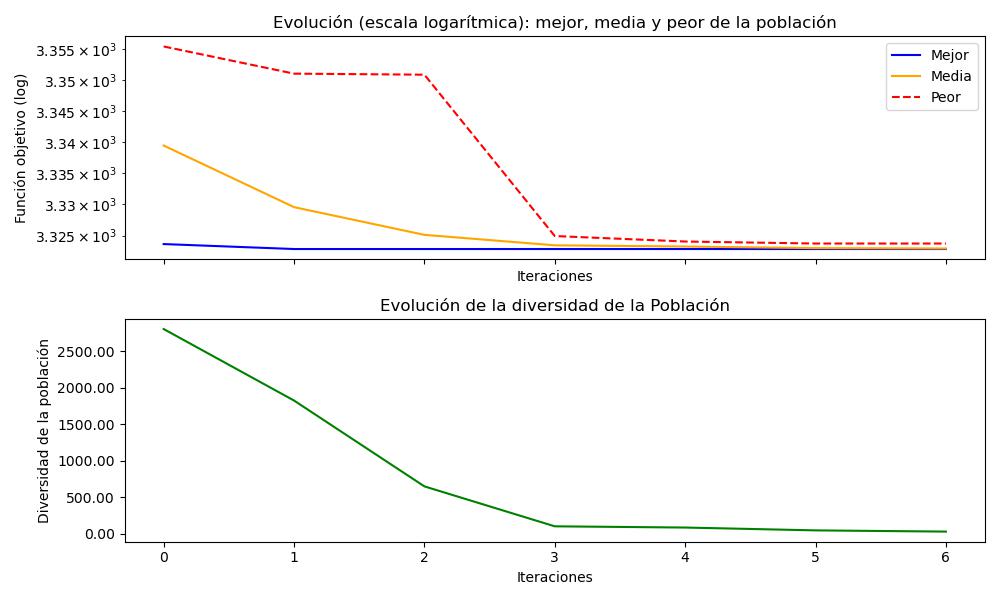 Evolución (escala logarítmica): mejor, media y peor de la población
Función objetivo (log)
3.355 × 10³
3.35 × 10³
3.345 × 10³
3.34 × 10³
3.335 × 10³
3.33 × 10³
3.325 × 10³
Mejor
Media
Peor
Iteraciones
Evolución de la diversidad de la Población
Diversidad de la población
2500.00
2000.00
1500.00
1000.00
500.00
0.00
0 1 2 3 4 5 6
Iteraciones